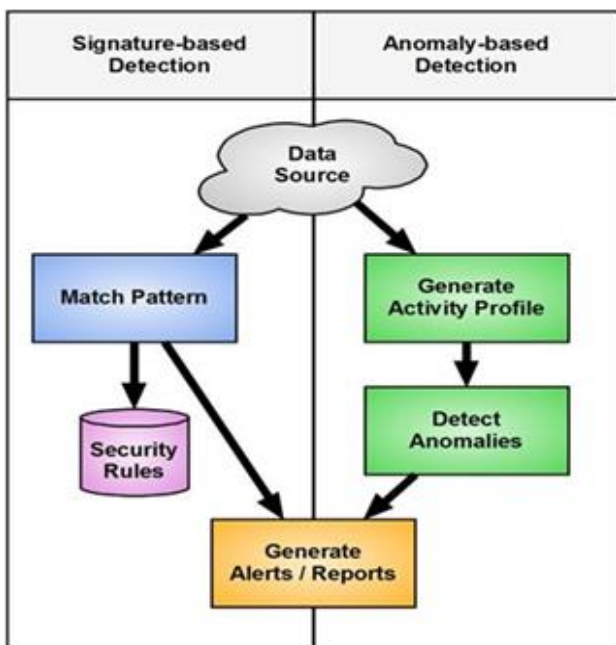 Signature-based
Detection
Anomaly-based
Detection
Data
Source
Match Pattern
Generate
Activity Profile
Security
Rules
Detect
Anomalies
Generate
Alerts / Reports